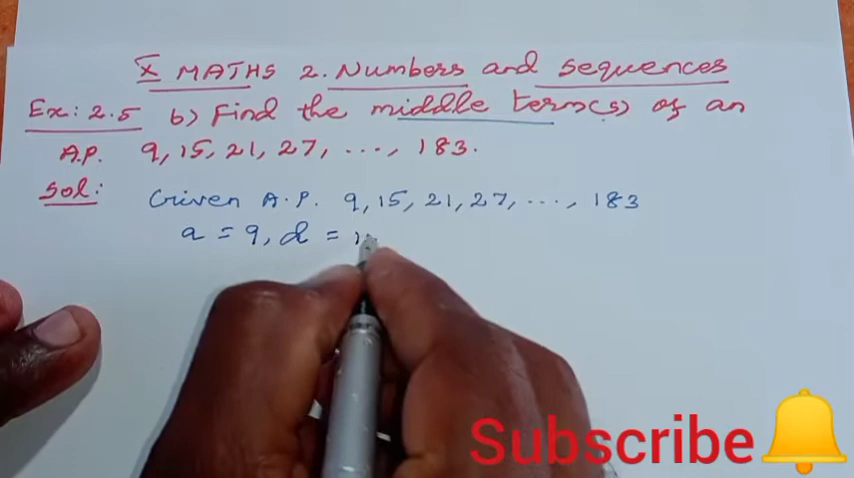 X MATHS 2. Numbers and sequences
Ex: 2.5 b) Find the middle term(s) of an
A.P. 9, 15, 21, 27, ..., 183.
Sol:
Given A.P. 9, 15, 21, 27, ..., 183
a = 9, d =
Subscribe